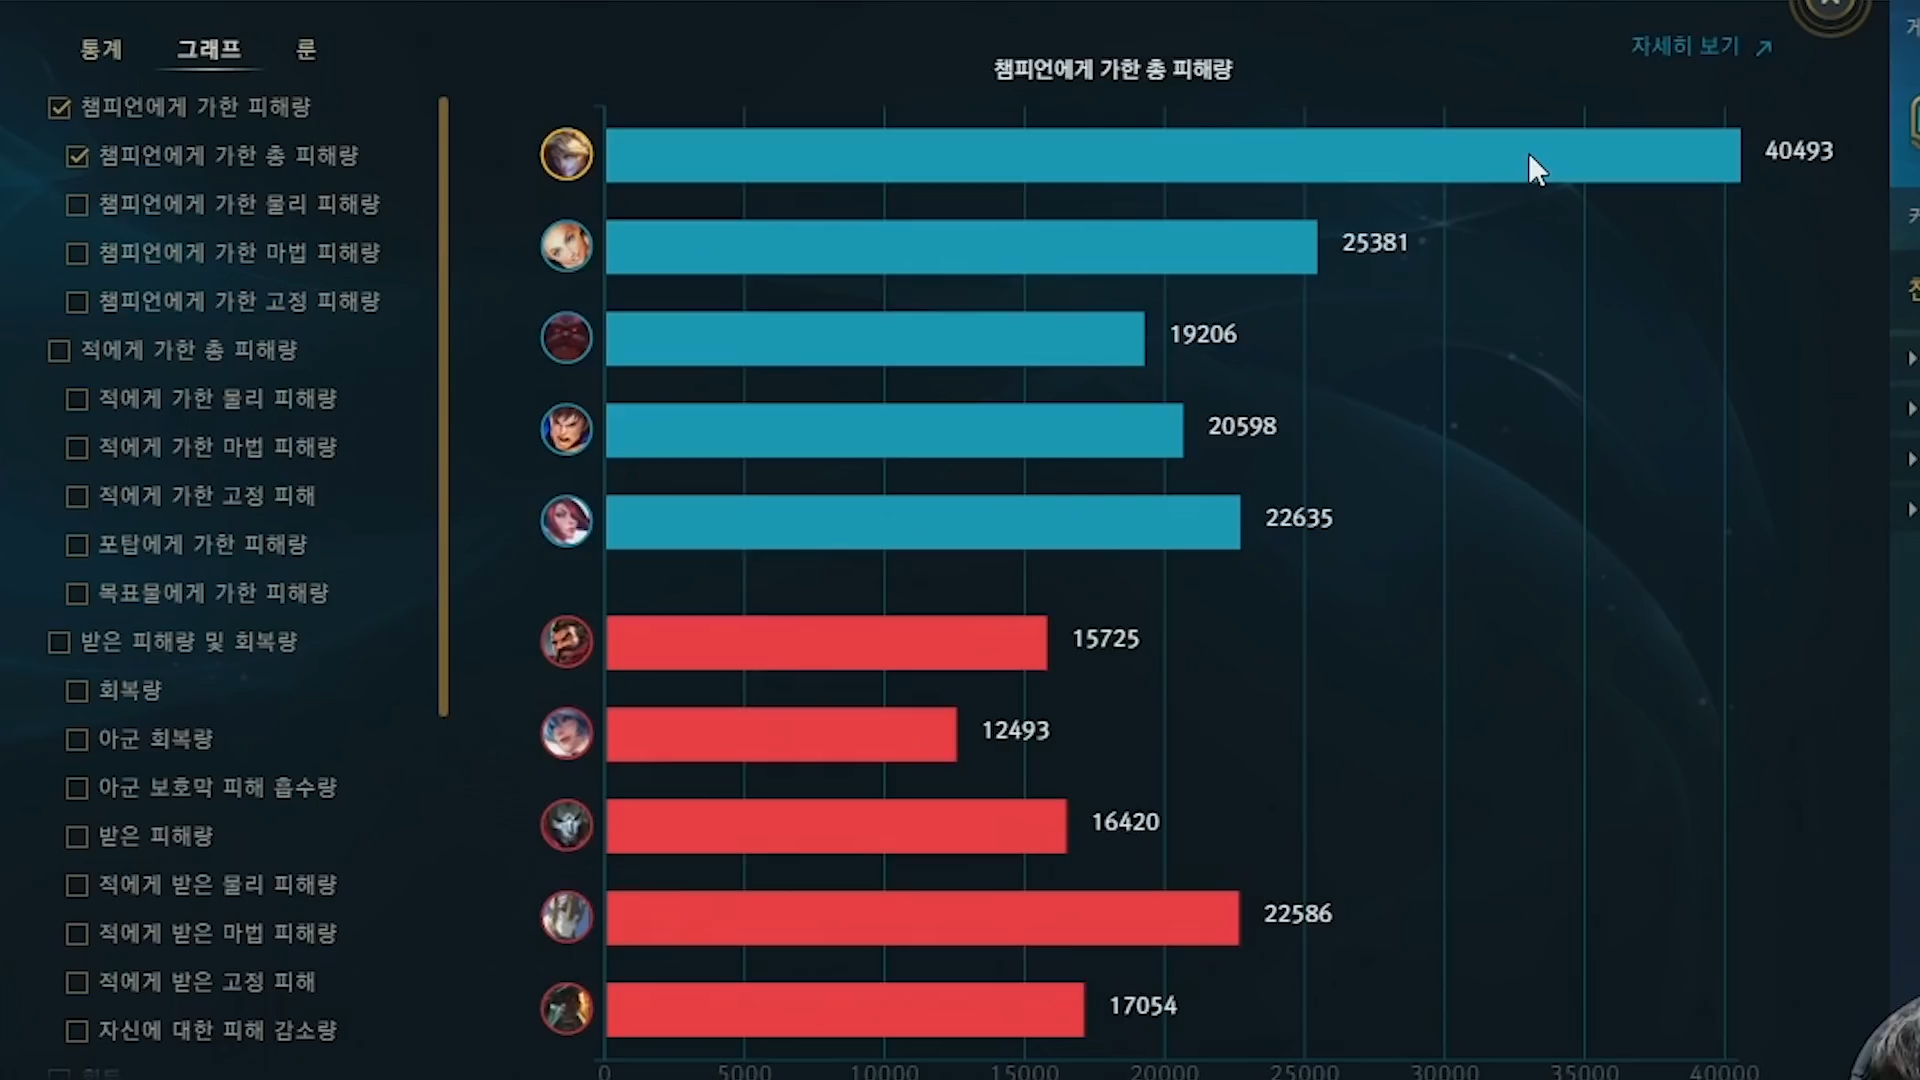 통계 그래프 룬
자세히 보기
챔피언에게 가한 총 피해량
챔피언에게 가한 피해량
챔피언에게 가한 총 피해량
챔피언에게 가한 물리 피해량
챔피언에게 가한 마법 피해량
챔피언에게 가한 고정 피해량
적에게 가한 총 피해량
적에게 가한 물리 피해량
적에게 가한 마법 피해량
적에게 가한 고정 피해
포탑에게 가한 피해량
목표물에게 가한 피해량
받은 피해량 및 회복량
회복량
아군 회복량
아군 보호막 피해 흡수량
받은 피해량
적에게 받은 물리 피해량
적에게 받은 마법 피해량
적에게 받은 고정 피해
자신에 대한 피해 감소량
40493
25381
19206
20598
22635
15725
12493
16420
22586
17054
0 5000 10000 15000 20000 25000 30000 35000 40000